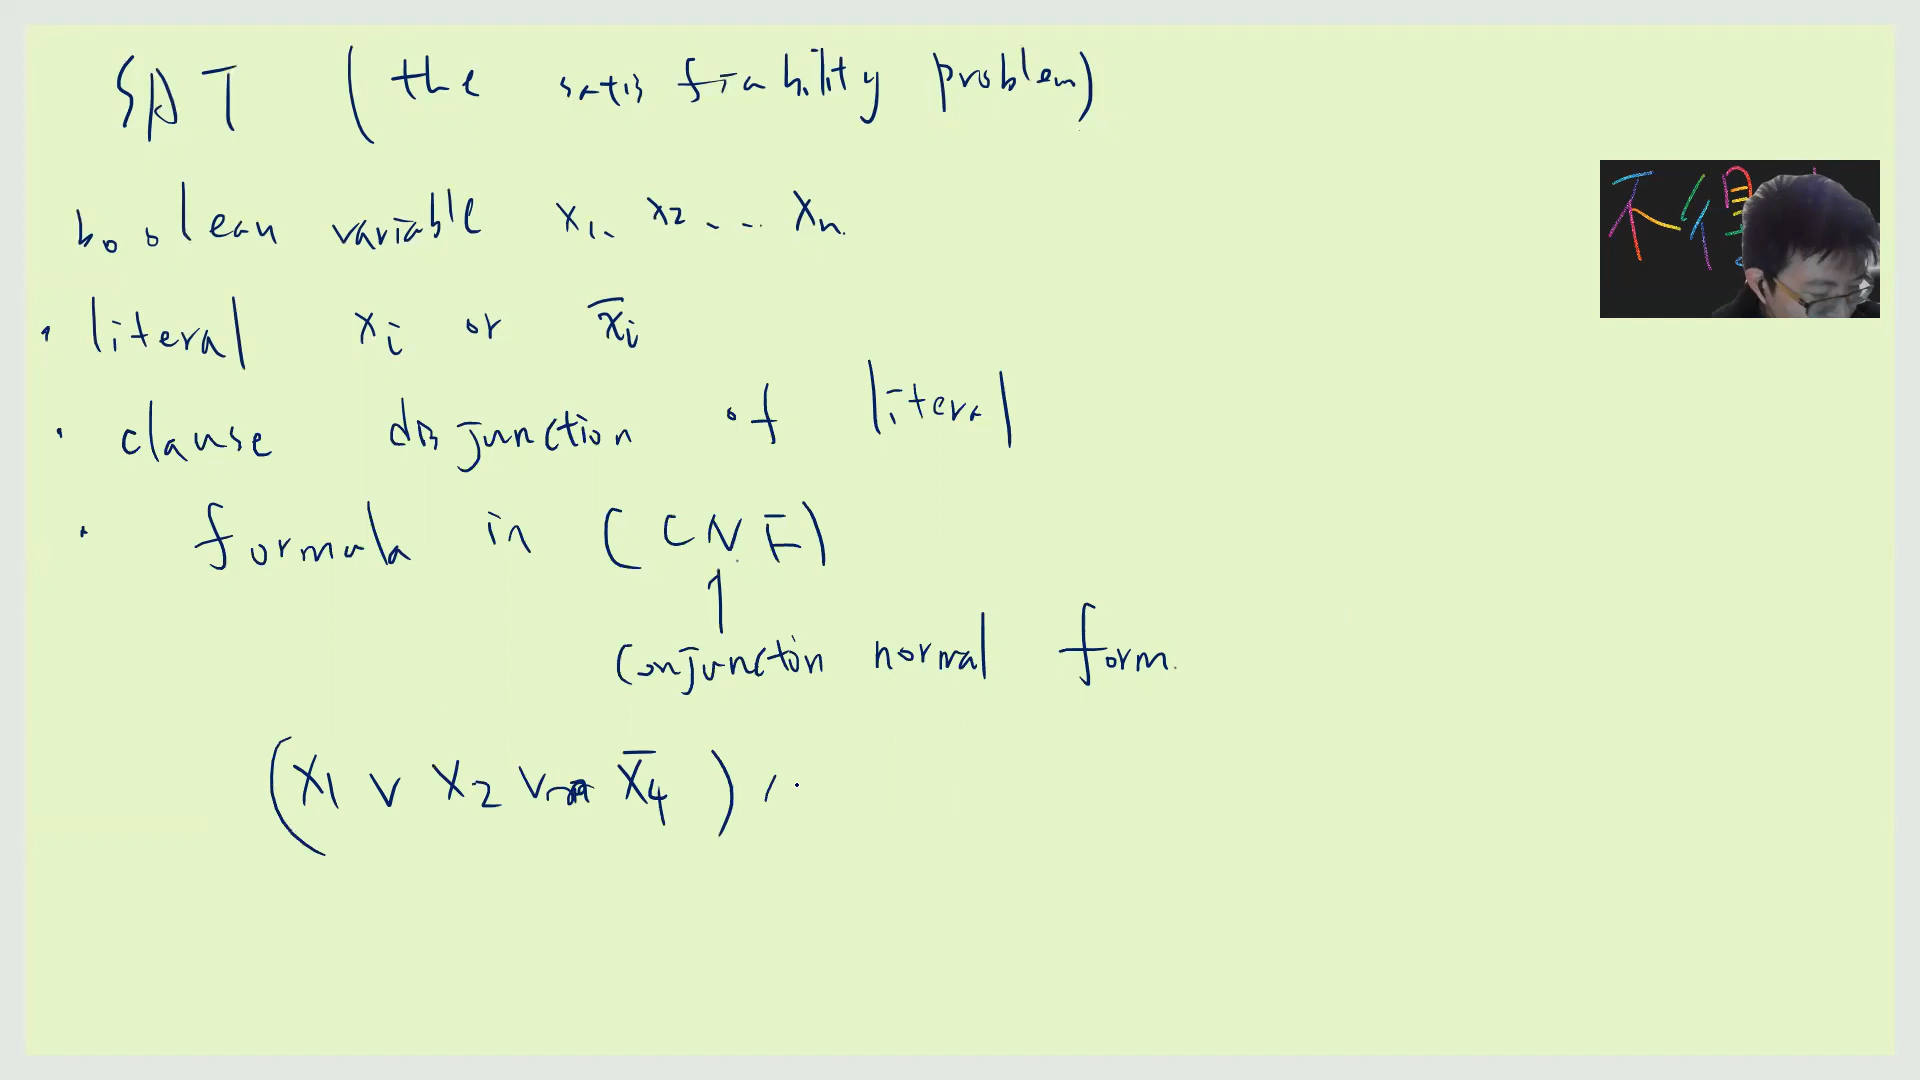 SAT (the satisfiability problem)
boolean variable x₁, x₂ ... xₙ.
· literal xᵢ or x̅ᵢ
· clause disjunction of literal
· formula in (CNF)
↑
conjunction normal form.
(x₁ ∨ x₂ ∨ x̅₄) 
不